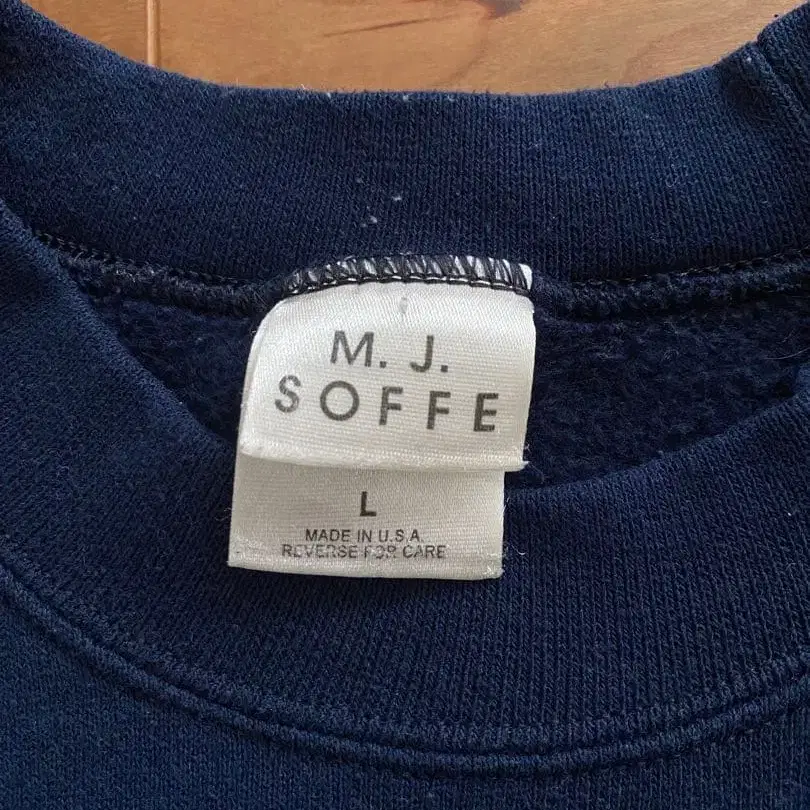 M. J.
SOFFE
L
MADE IN U.S.A.
REVERSE FOR CARE